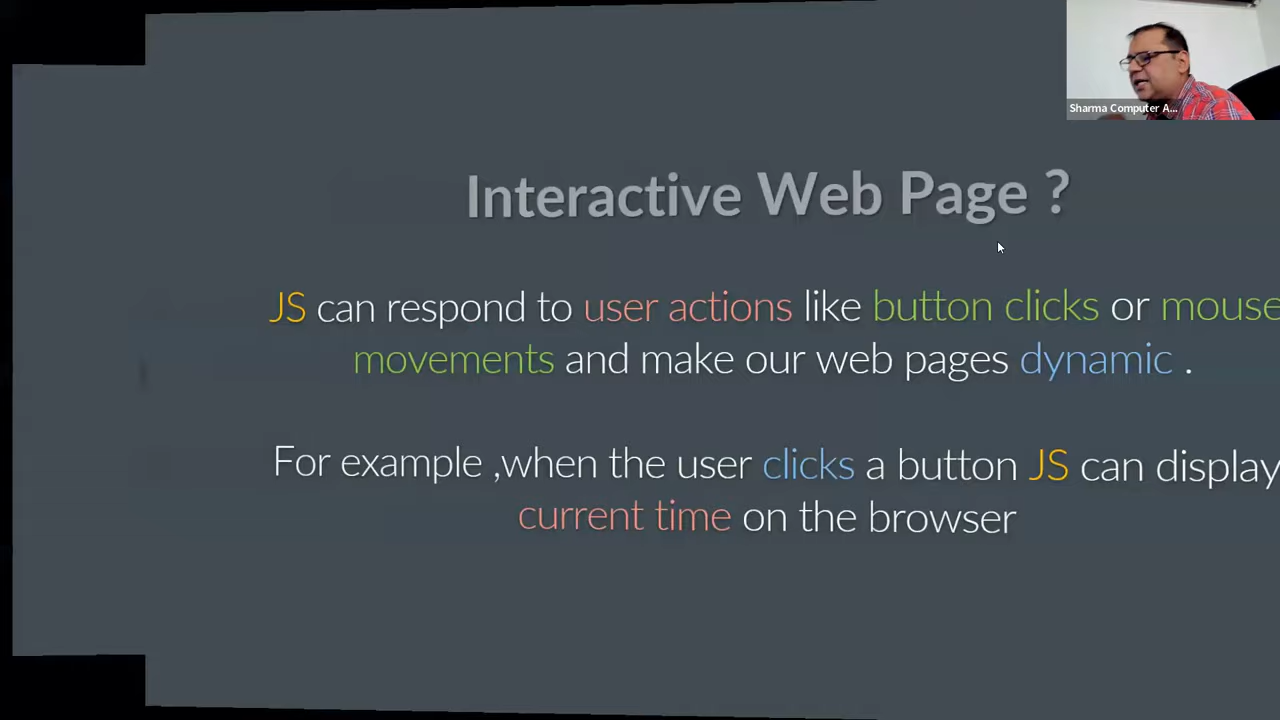 Sharma Computer A...
Interactive Web Page ?
JS can respond to user actions like button clicks or mouse
movements and make our web pages dynamic .
For example ,when the user clicks a button JS can display
current time on the browser